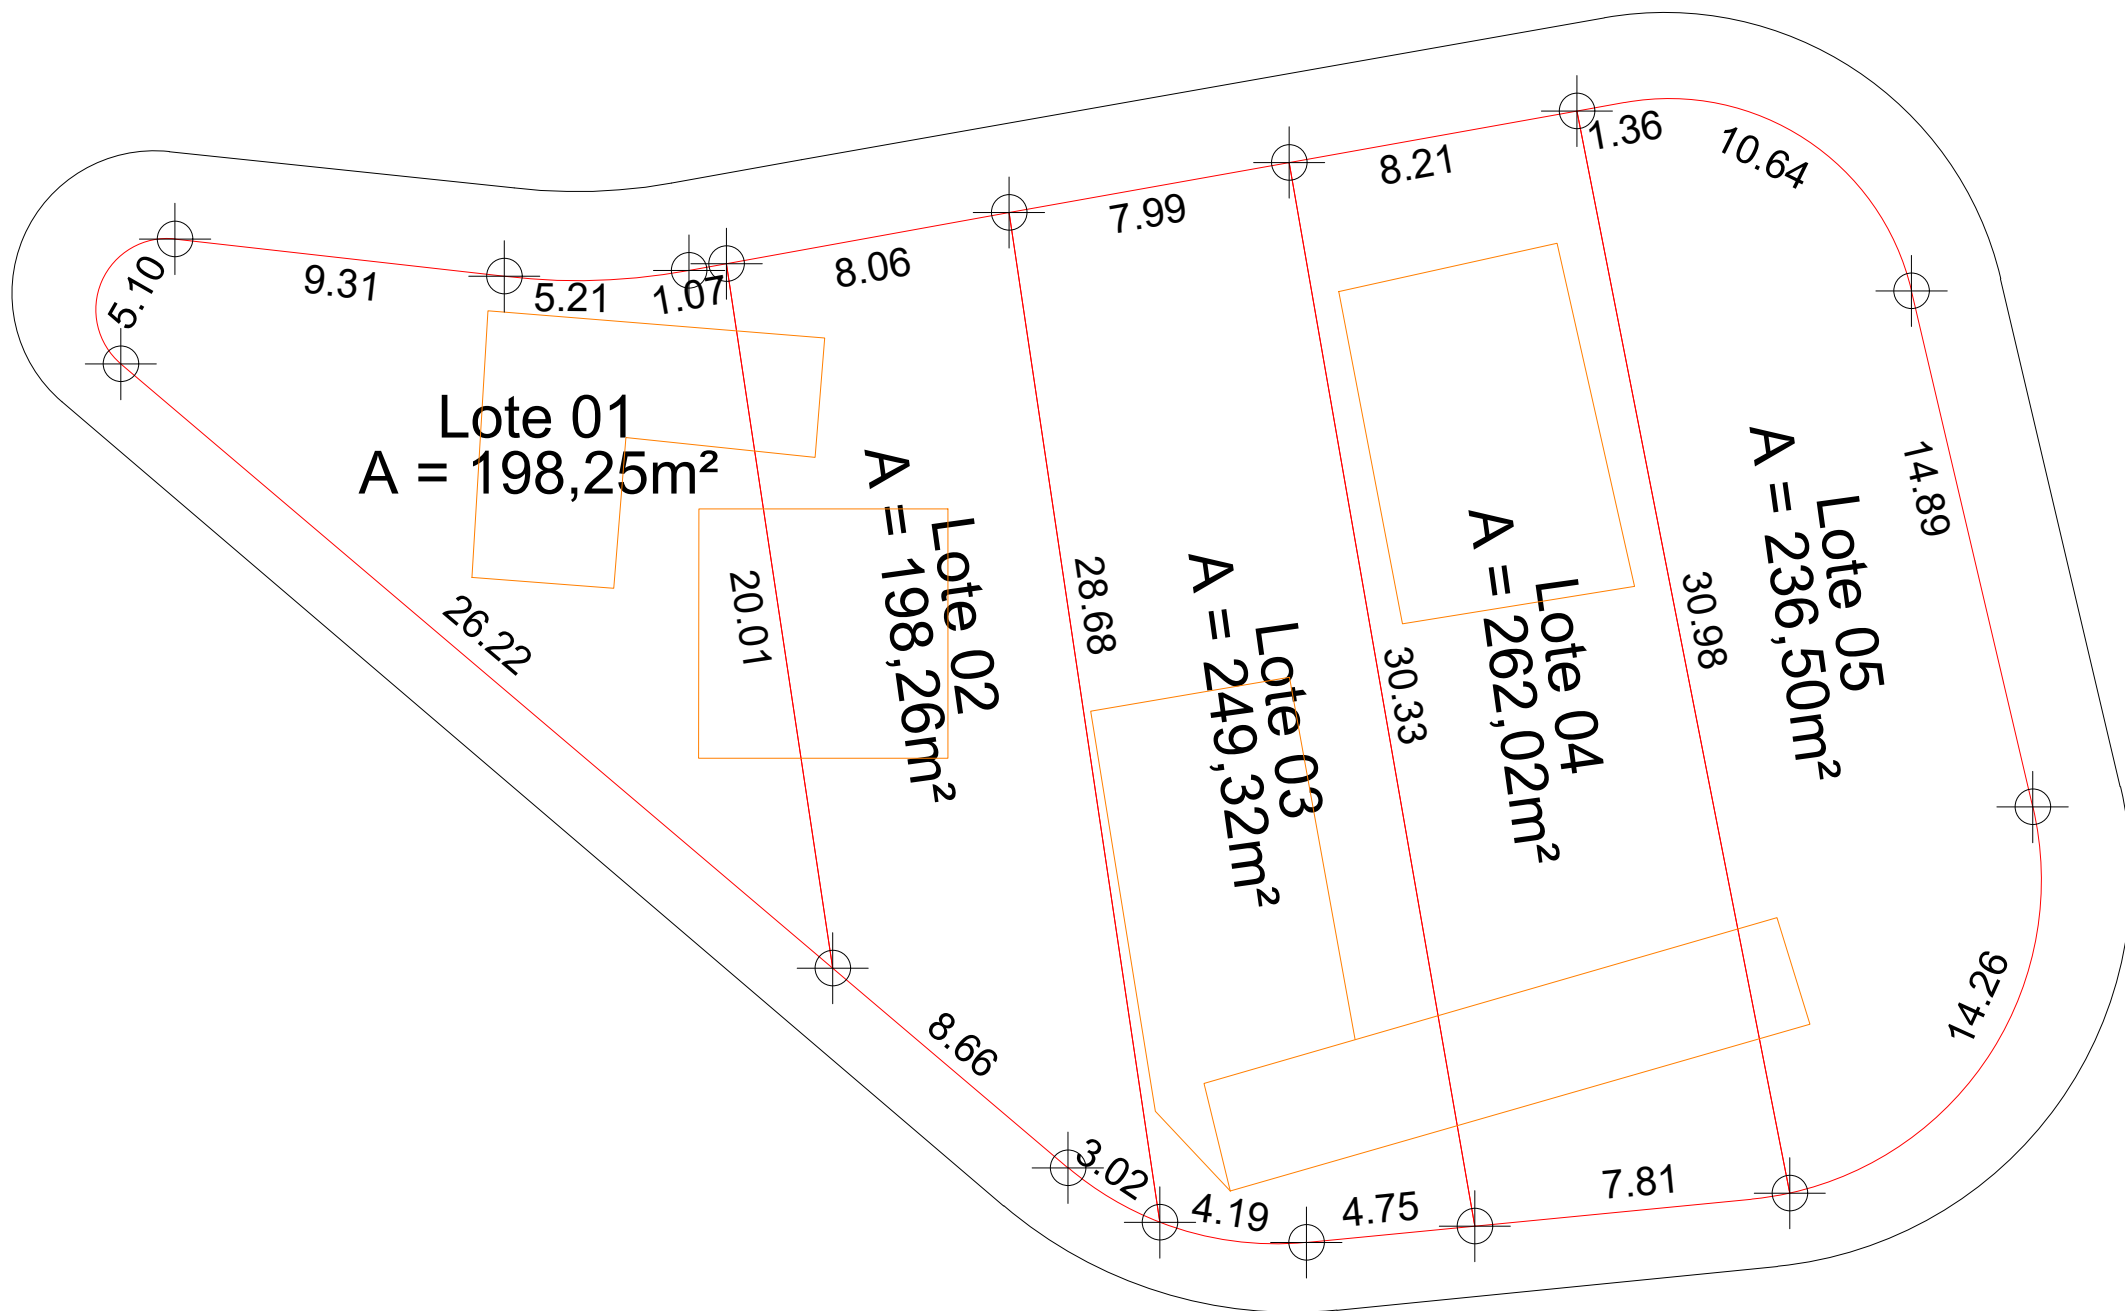 1.36
10.64
8.21
7.99
8.06
5.10
9.31
5.21
1.07
Lote 01
A = 198,25m²
Lote 02
A = 198,26m²
Lote 03
A = 249,32m²
Lote 04
A = 262,02m²
Lote 05
A = 236,50m²
14.89
26.22
20.01
28.68
30.33
30.98
8.66
14.26
3.02
4.19
4.75
7.81